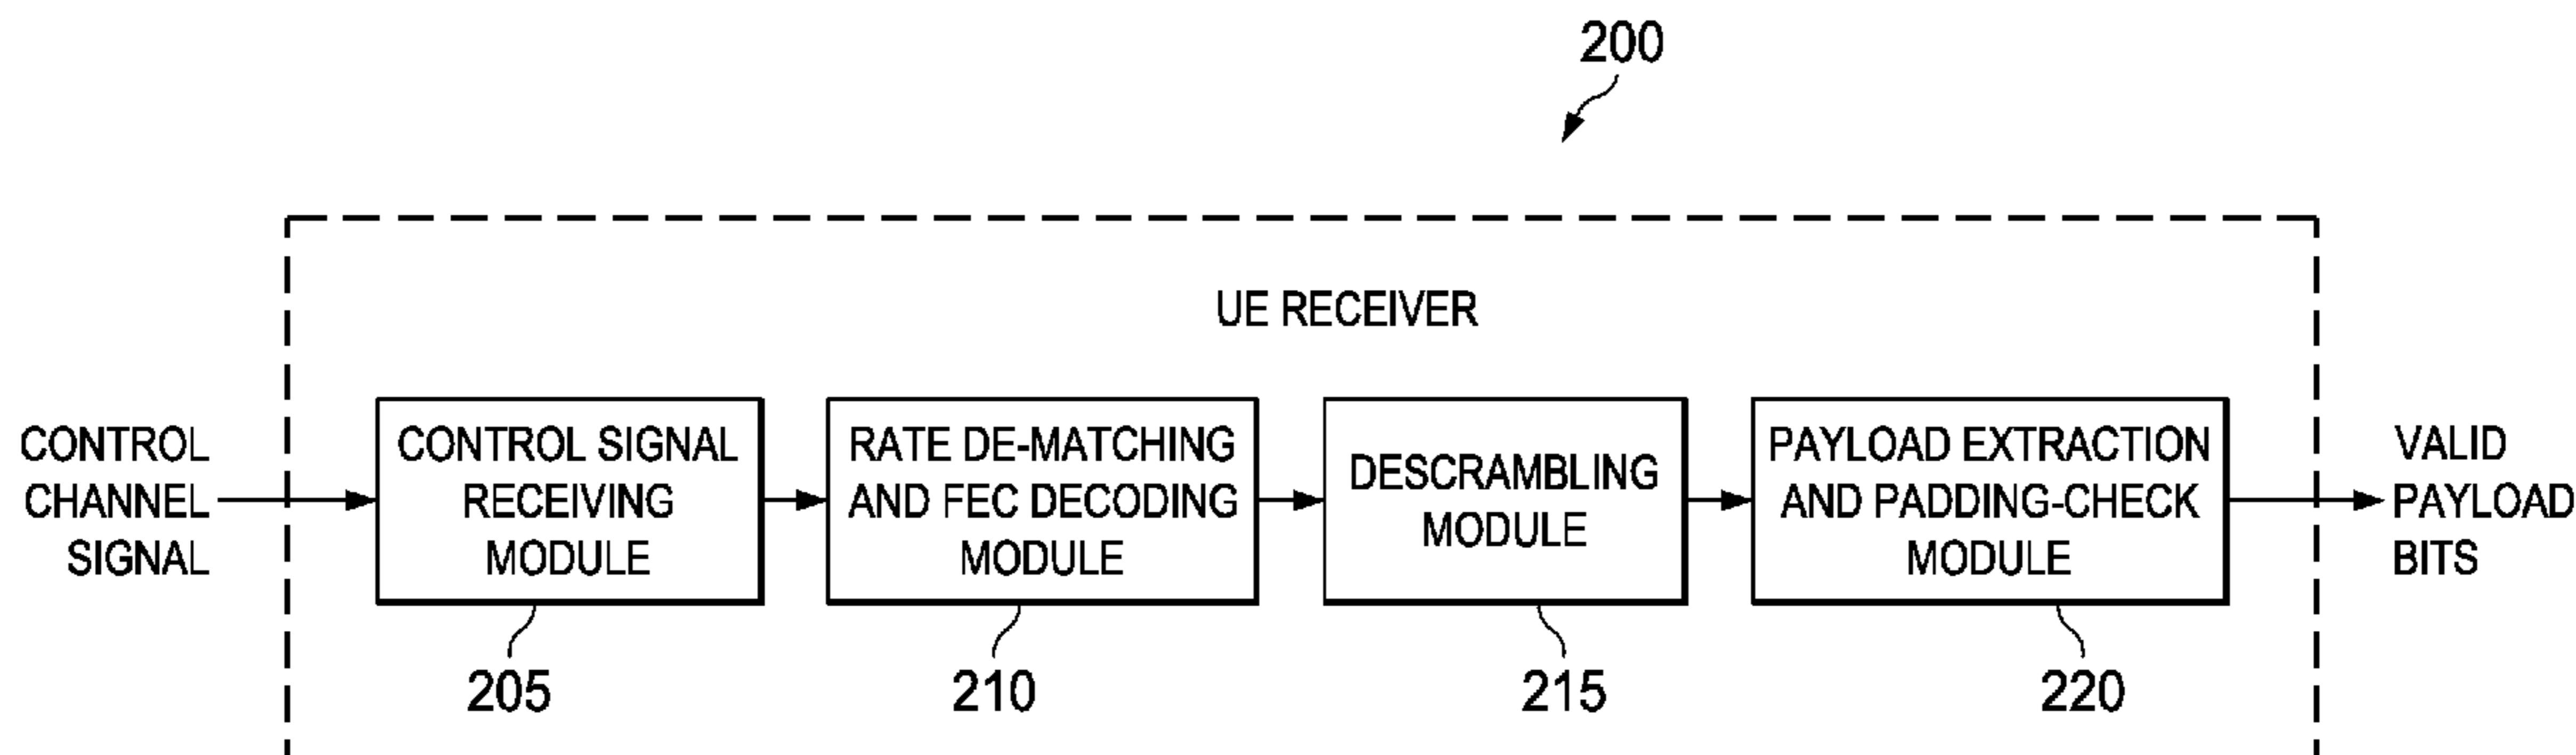 200
UE RECEIVER
CONTROL
CHANNEL
SIGNAL
CONTROL SIGNAL
RECEIVING
MODULE
RATE DE-MATCHING
AND FEC DECODING
MODULE
DESCRAMBLING
MODULE
PAYLOAD EXTRACTION
AND PADDING-CHECK
MODULE
VALID
PAYLOAD
BITS
205
210
215
220